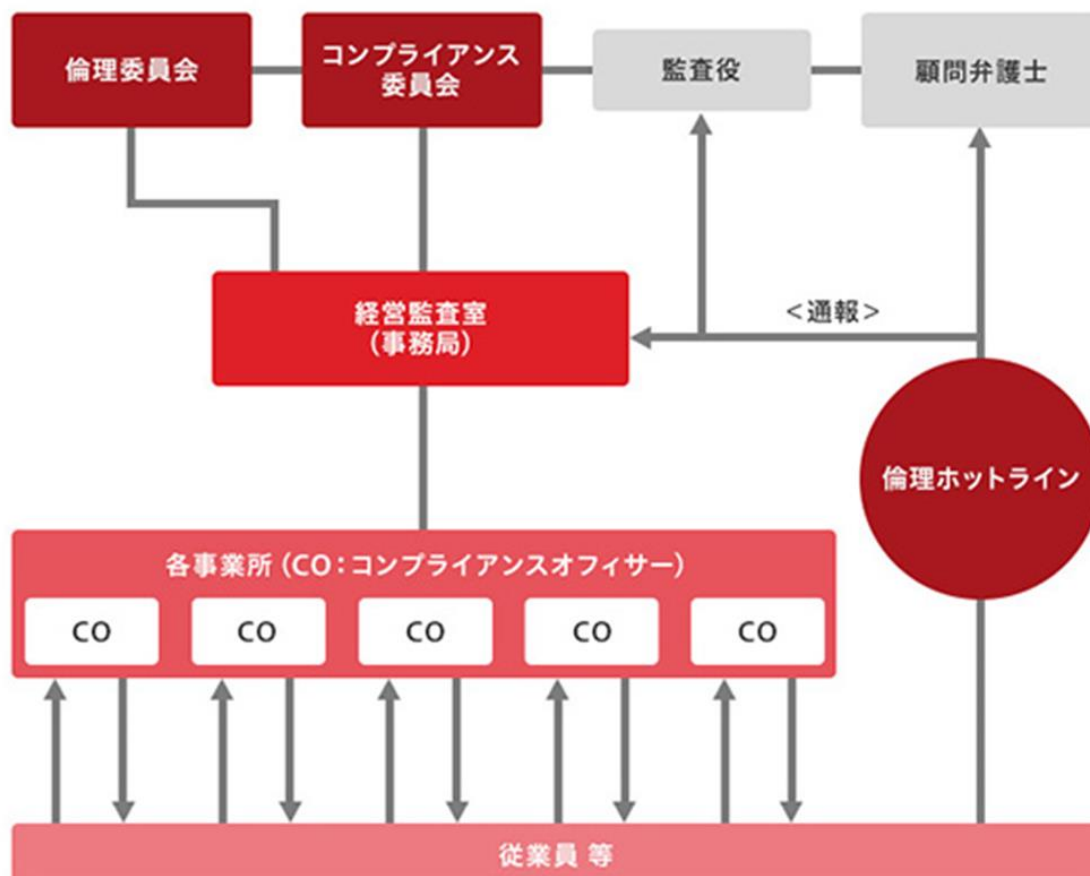 倫理委員会
コンプライアンス
委員会
監査役
顧問弁護士
経営監査室
(事務局)
<通報>
倫理ホットライン
各事業所(CO:コンプライアンスオフィサー)
CO
CO
CO
CO
CO
従業員 等